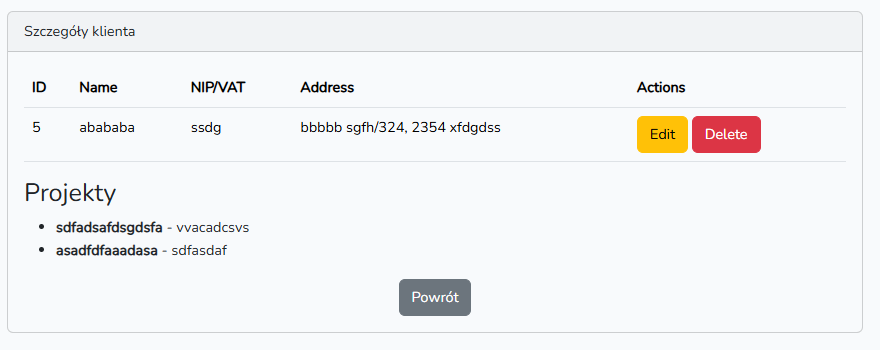 Szczegóły klienta
ID Name NIP/VAT Address Actions
5 abababa ssdg bbbbb sgfh/324, 2354 xfdgdss Edit Delete
Projekty
• sdfadsafdsgdsfa - vvacadcsvs
• asadfdfaaadasa - sdfasdaf
Powrót